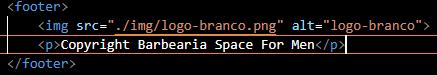 <footer>
<img src="./img/logo-branco.png" alt="logo-branco">
<p>Copyright Barbearia Space For Men</p>
</footer>